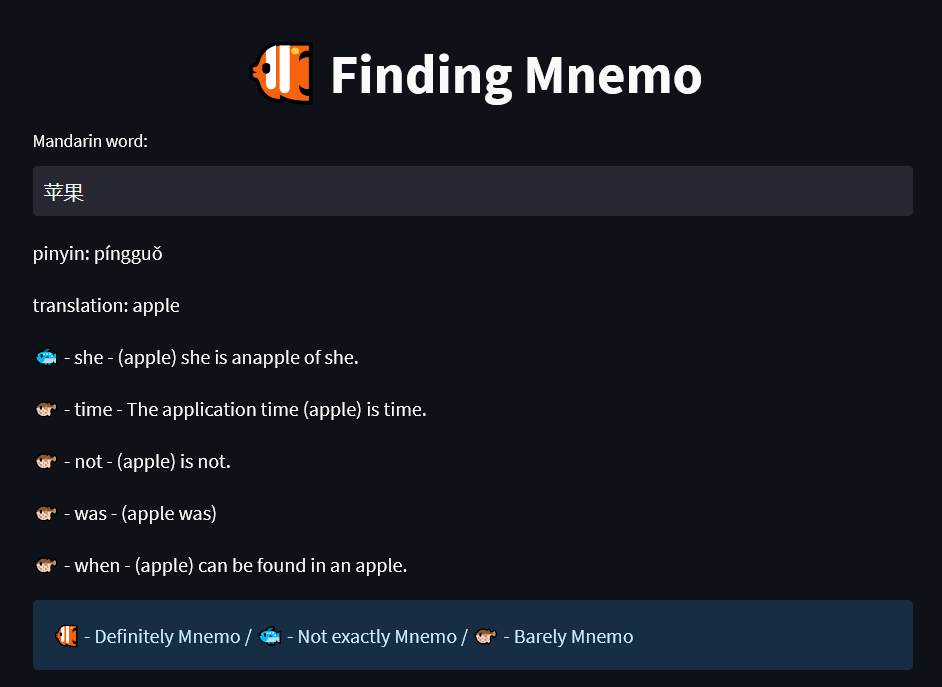 Finding Mnemo
Mandarin word:
苹果
pinyin: píngguǒ
translation: apple
- she - (apple) she is anapple of she.
- time - The application time (apple) is time.
- not - (apple) is not.
- was - (apple was)
- when - (apple) can be found in an apple.
- Definitely Mnemo / - Not exactly Mnemo / - Barely Mnemo